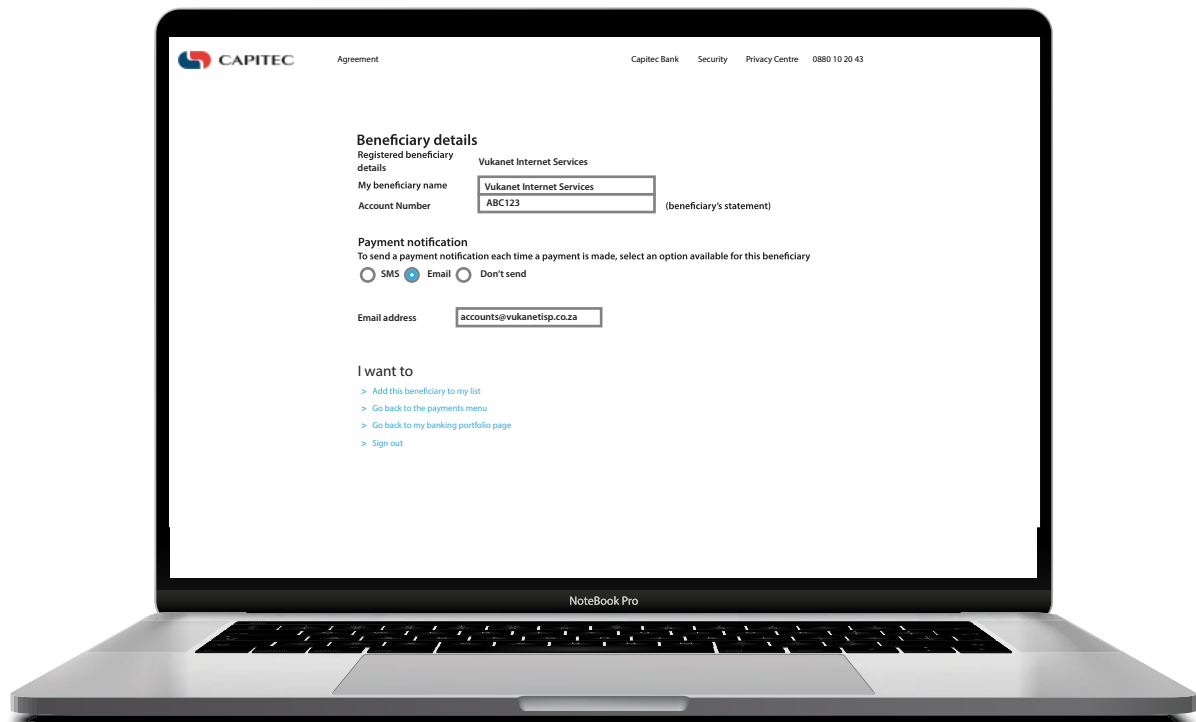 CAPITEC Agreement Capitec Bank Security Privacy Centre 0880 10 20 43
Beneficiary details
Registered beneficiary
details
Vukanet Internet Services
My beneficiary name Vukanet Internet Services
Account Number ABC123 (beneficiary's statement)
Payment notification
To send a payment notification each time a payment is made, select an option available for this beneficiary
SMS Email Don't send
Email address accounts@vukanetisp.co.za
I want to
> Add this beneficiary to my list
> Go back to the payments menu
> Go back to my banking portfolio page
> Sign out
NoteBook Pro